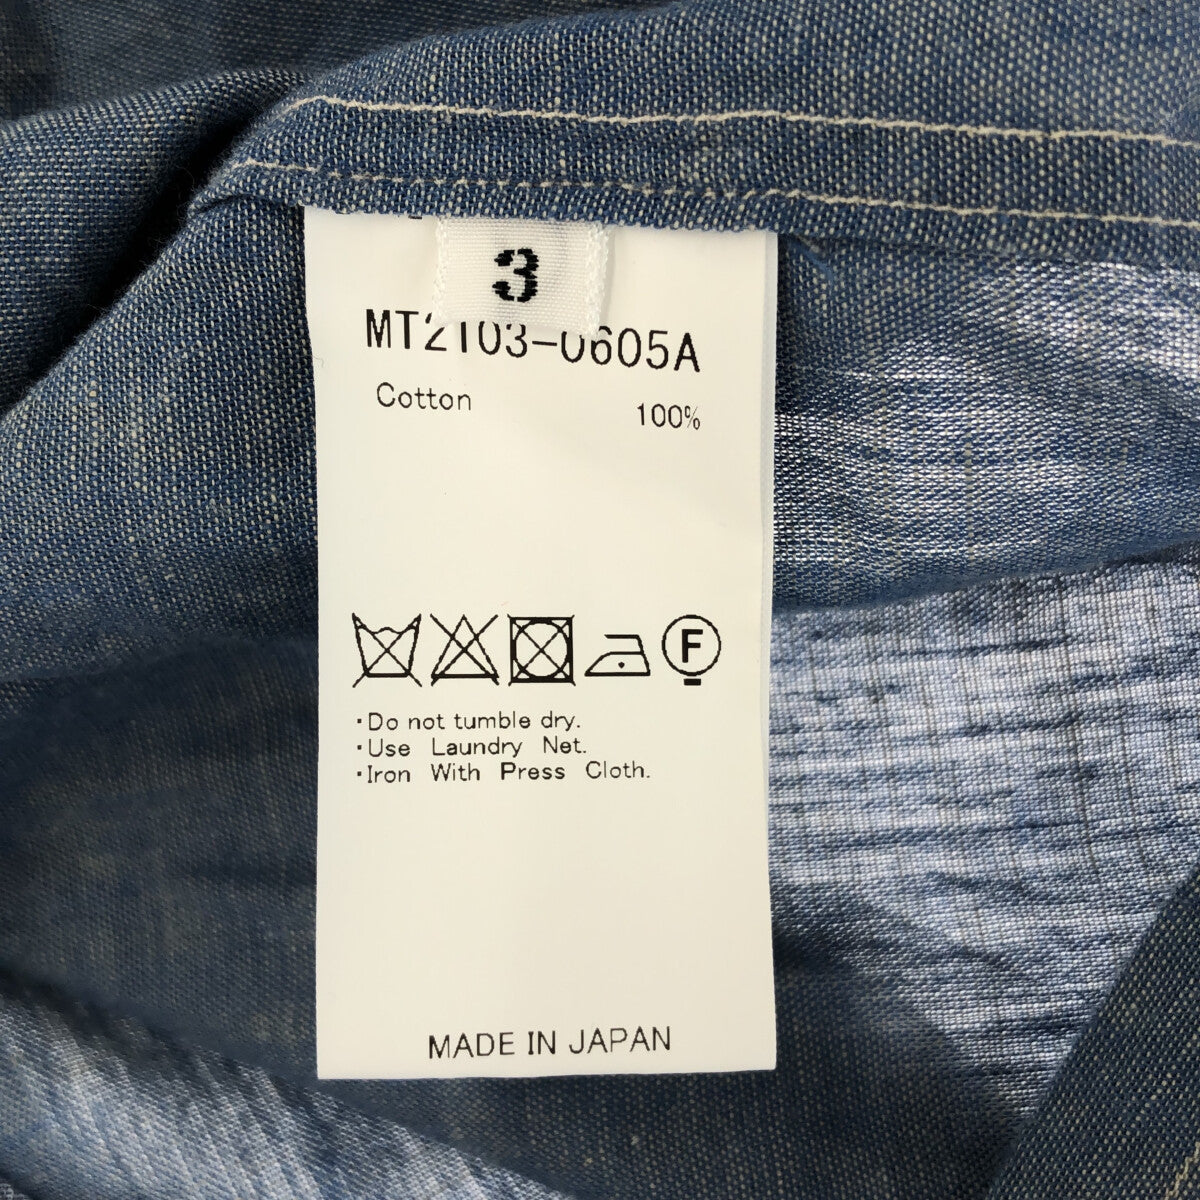 3
MT2103-0605A
Cotton 100%
F
・Do not tumble dry.
・Use Laundry Net.
・Iron With Press Cloth.
MADE IN JAPAN